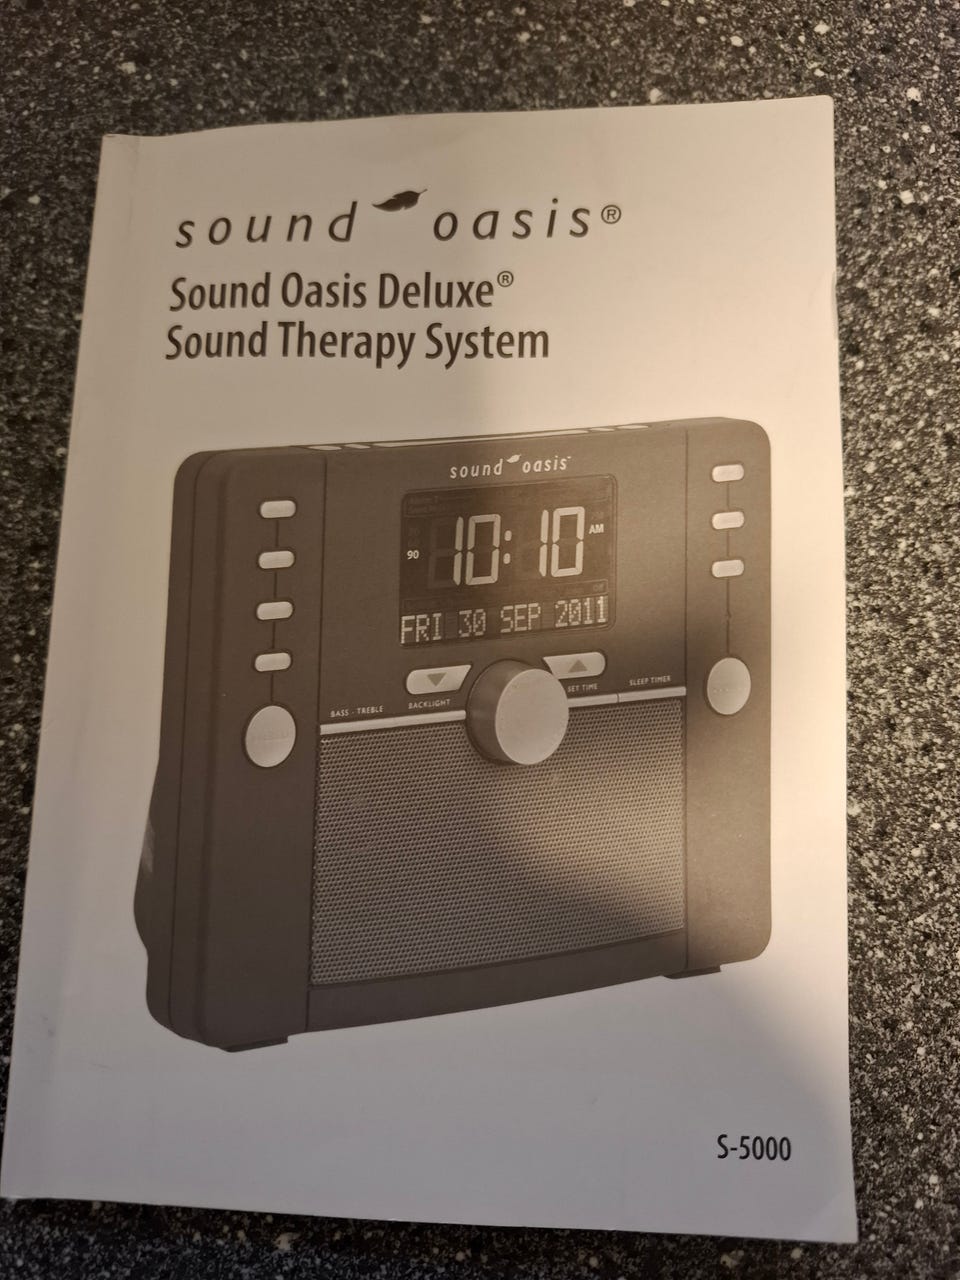 sound oasis®
Sound Oasis Deluxe®
Sound Therapy System
sound oasis™
90 10:10 AM
FRI 30 SEP 2011
BASS - TREBLE BACKLIGHT SET TIME SLEEP TIMER
S-5000